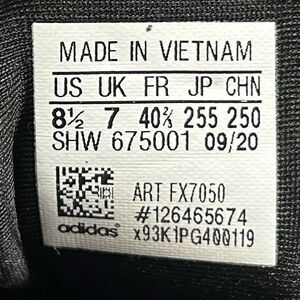 MADE IN VIETNAM
US UK FR JP CHN
8½ 7 40⅔ 255 250
SHW 675001 09/20
ART FX7050
#126465674
adidas x93K1PG400119